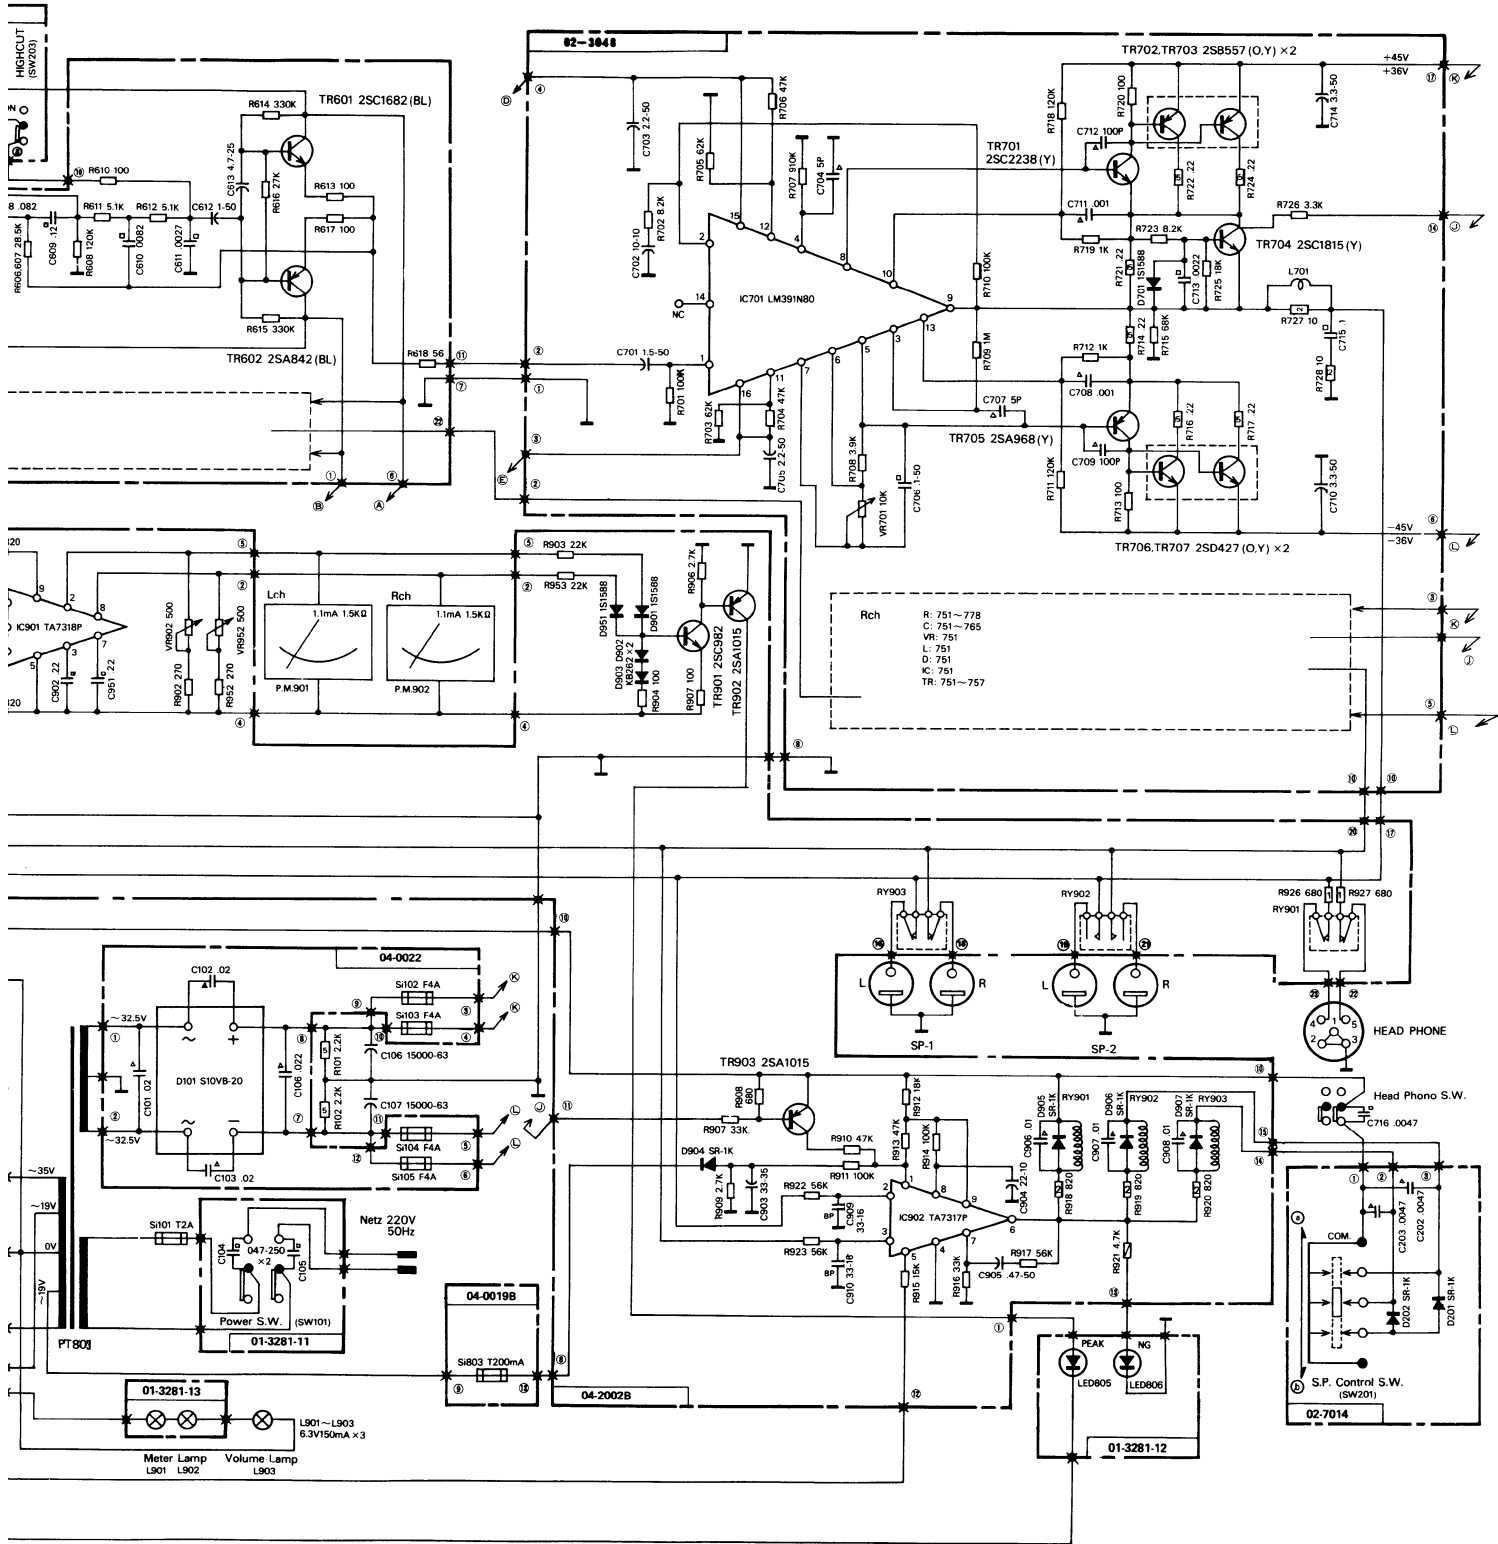 HIGHCUT
(SW203)
ON
R614 330K
TR601 2SC1682 (BL)
C613 4.7-25
R616 27K
R610 100
R613 100
8 .082
R611 5.1K
R612 5.1K
C612 1-50
R617 100
R606,607 28.5K
C609 .12
R608 120K
C610 .0082
C611 .0027
R615 330K
TR602 2SA842 (BL)
R618 56
02-3048
D
C703 2.2-50
R706 47K
R705 62K
R707 910K
C704 5P
R702 8.2K
C702 10-10
IC701 LM391N80
NC
C701 1.5-50
R701 100K
R703 62K
R704 47K
C705 2.2-50
R708 3.9K
VR701 10K
C706 .1-50
R710 100K
R709 1M
C707 5P
TR701
2SC2238 (Y)
TR702,TR703 2SB557 (O,Y) ×2
R718 120K
R720 100
C712 100P
R722 .22
R724 .22
C714 3.3-50
+45V
+36V
C711 .001
R719 1K
R723 8.2K
R721 .22
D701 1S1588
C713 .0022
R725 18K
R726 3.3K
TR704 2SC1815 (Y)
L701
R727 10
C715 .1
R728 10
R714 .22
R715 68K
R712 1K
C708 .001
TR705 2SA968 (Y)
C709 100P
R716 .22
R717 .22
R711 120K
R713 100
C710 3.3-50
-45V
-36V
TR706,TR707 2SD427 (O,Y) ×2
B
A
E
K
J
L
320
IC901 TA7318P
C902 .22
C951 .22
VR902 500
VR952 500
R902 270
R952 270
320
Lch
1.1mA 1.5KΩ
P.M.901
Rch
1.1mA 1.5KΩ
P.M.902
R903 22K
R953 22K
D951 1S1588
D901 1S1588
D903 D902
KB262 ×2
R904 100
R906 2.7K
R907 100
TR901 2SC982
TR902 2SA1015
Rch
R: 751~778
C: 751~765
VR: 751
L: 751
D: 751
IC: 751
TR: 751~757
RY903
RY902
R926 680
R927 680
RY901
L
R
SP-1
L
R
SP-2
HEAD PHONE
04-0022
C102 .02
~32.5V
C101 .02
D101 S10VB-20
~32.5V
C103 .02
C106 .022
R101 2.2K
R102 2.2K
C106 15000-63
C107 15000-63
Si102 F4A
Si103 F4A
Si104 F4A
Si105 F4A
~35V
~19V
0V
~19V
PT801
Si101 T2A
C104
047-250
×2
C105
Power S.W. (SW101)
01-3281-11
Netz 220V
50Hz
01-3281-13
L901~L903
6.3V150mA ×3
Meter Lamp
L901 L902
Volume Lamp
L903
04-0019B
Si803 T200mA
04-2002B
TR903 2SA1015
R908
680
R907 33K
R910 47K
R911 100K
D904 SR-1K
R909 2.7K
C903 33-35
R922 56K
C909
33-16
BP
R923 56K
BP
C910 33-16
R912 18K
R913 47K
R914 100K
C904 22-10
IC902 TA7317P
R915 15K
R916 33K
C905 .47-50
R917 56K
D905
SR-1K
RY901
C906 .01
R918 820
D906
SR-1K
RY902
C907 .01
R919 820
D907
SR-1K
RY903
C908 .01
R920 820
R921 4.7K
Head Phono S.W.
C716 .0047
PEAK
LED805
NG
LED806
01-3281-12
COM.
C203 .0047
C202 .0047
D202 SR-1K
D201 SR-1K
a
b
S.P. Control S.W.
(SW201)
02-7014